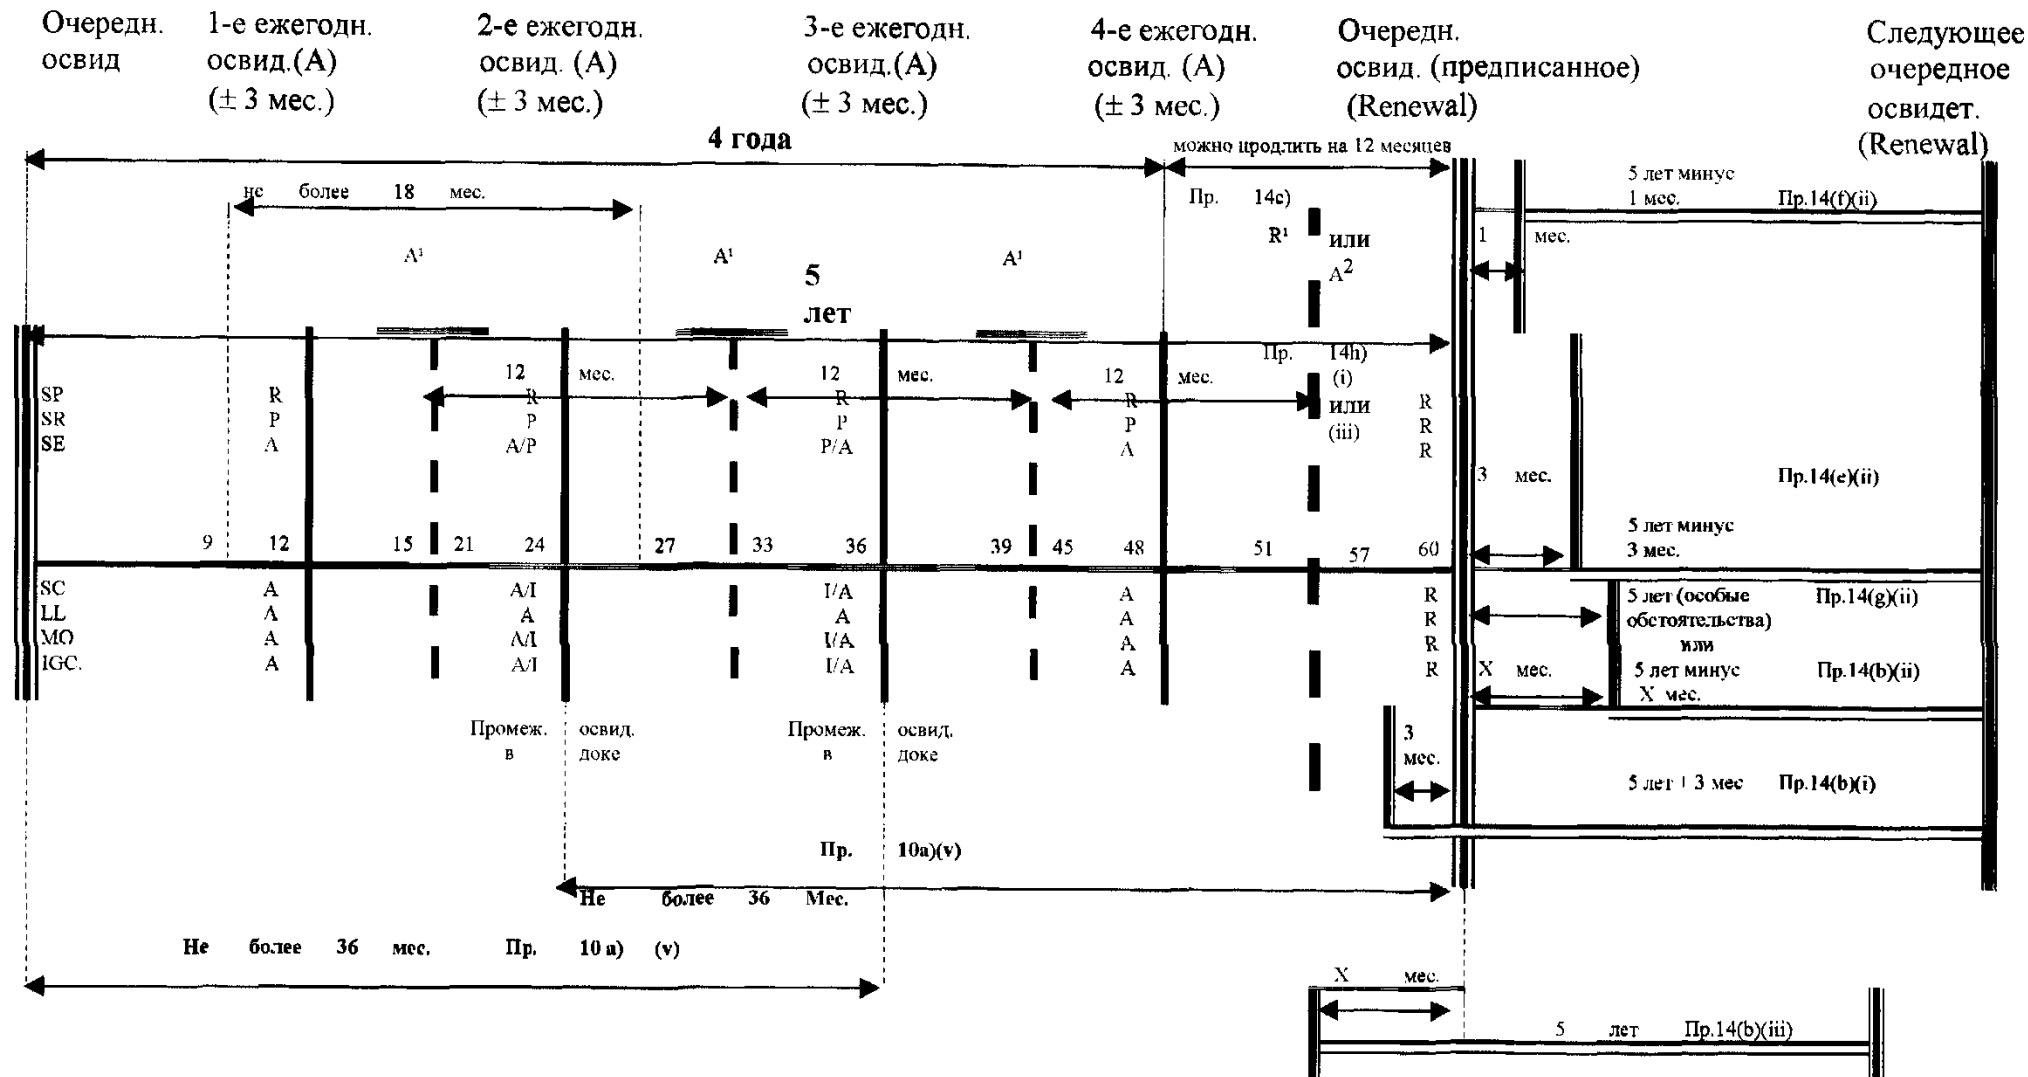 Очередн.
освид
1-е ежегодн.
освид.(А)
(± 3 мес.)
2-е ежегодн.
освид. (А)
(± 3 мес.)
3-е ежегодн.
освид.(А)
(± 3 мес.)
4-е ежегодн.
освид. (А)
(± 3 мес.)
Очередн.
освид. (предписанное)
(Renewal)
Следующее
очередное
освидет.
(Renewal)
4 года
можно продлить на 12 месяцев
не более 18 мес.
Пр. 14c)
R¹ или
A²
5 лет минус
1 мес. Пр.14(f)(ii)
1 мес.
A¹ A¹ A¹
5
лет
Пр. 14h)
(i)
или
(iii)
12 мес. 12 мес. 12 мес.
SP R R R R R
SR P P P P R
SE A A/P P/A A R
3 мес. Пр.14(e)(ii)
5 лет минус
3 мес.
9 12 15 21 24 27 33 36 39 45 48 51 57 60
SC A A/I I/A A R
LL A A A A R
MO A A/I I/A A R
IGC. A A/I I/A A R
5 лет (особые Пр.14(g)(ii)
обстоятельства)
или
X мес. 5 лет минус Пр.14(b)(ii)
X мес.
Промеж. освид.
в доке
Промеж. освид.
в доке
3
мес.
5 лет + 3 мес Пр.14(b)(i)
Пр. 10a)(v)
Не более 36 Мес.
Не более 36 мес. Пр. 10 a) (v)
X мес.
5 лет Пр.14(b)(iii)